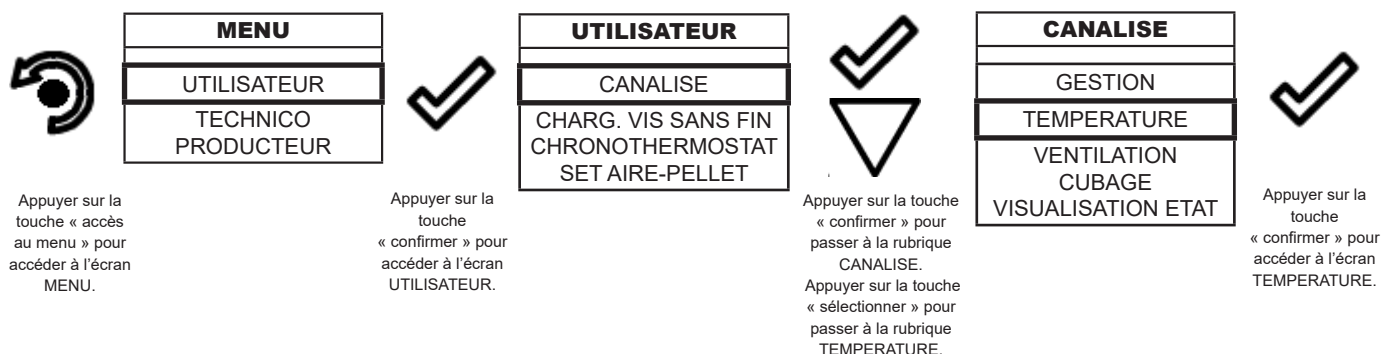 MENU
UTILISATEUR
TECHNICO
PRODUCTEUR
UTILISATEUR
CANALISE
CHARG. VIS SANS FIN
CHRONOTHERMOSTAT
SET AIRE-PELLET
CANALISE
GESTION
TEMPERATURE
VENTILATION
CUBAGE
VISUALISATION ETAT
Appuyer sur la
touche « accès
au menu » pour
accéder à l’écran
MENU.
Appuyer sur la
touche
« confirmer » pour
accéder à l’écran
UTILISATEUR.
Appuyer sur la touche
« confirmer » pour
passer à la rubrique
CANALISE.
Appuyer sur la touche
« sélectionner » pour
passer à la rubrique
TEMPERATURE.
Appuyer sur la
touche
« confirmer » pour
accéder à l’écran
TEMPERATURE.